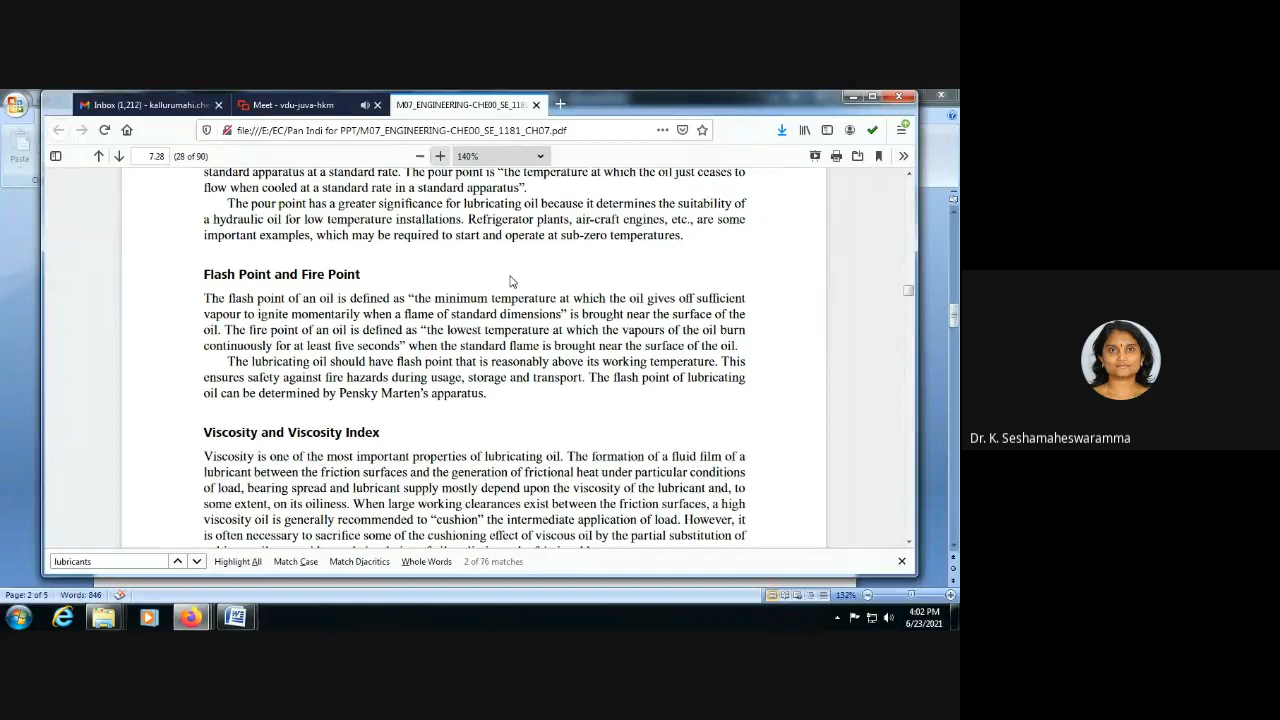 Inbox (1,212) - kallurumahi.che
Meet - vdu-juva-hkm
M07_ENGINEERING-CHE00_SE_118
file:///E:/EC/Pan Indi for PPT/M07_ENGINEERING-CHE00_SE_1181_CH07.pdf
Paste
7.28 (28 of 90)
140%
standard apparatus at a standard rate. The pour point is “the temperature at which the oil just ceases to
flow when cooled at a standard rate in a standard apparatus”.
The pour point has a greater significance for lubricating oil because it determines the suitability of
a hydraulic oil for low temperature installations. Refrigerator plants, air-craft engines, etc., are some
important examples, which may be required to start and operate at sub-zero temperatures.
Flash Point and Fire Point
The flash point of an oil is defined as “the minimum temperature at which the oil gives off sufficient
vapour to ignite momentarily when a flame of standard dimensions” is brought near the surface of the
oil. The fire point of an oil is defined as “the lowest temperature at which the vapours of the oil burn
continuously for at least five seconds” when the standard flame is brought near the surface of the oil.
The lubricating oil should have flash point that is reasonably above its working temperature. This
ensures safety against fire hazards during usage, storage and transport. The flash point of lubricating
oil can be determined by Pensky Marten’s apparatus.
Viscosity and Viscosity Index
Viscosity is one of the most important properties of lubricating oil. The formation of a fluid film of a
lubricant between the friction surfaces and the generation of frictional heat under particular conditions
of load, bearing spread and lubricant supply mostly depend upon the viscosity of the lubricant and, to
some extent, on its oiliness. When large working clearances exist between the friction surfaces, a high
viscosity oil is generally recommended to “cushion” the intermediate application of load. However, it
is often necessary to sacrifice some of the cushioning effect of viscous oil by the partial substitution of
lubricants
Highlight All Match Case Match Diacritics Whole Words 2 of 76 matches
Page: 2 of 5 Words: 846
132%
4:02 PM
6/23/2021
Dr. K. Seshamaheswaramma